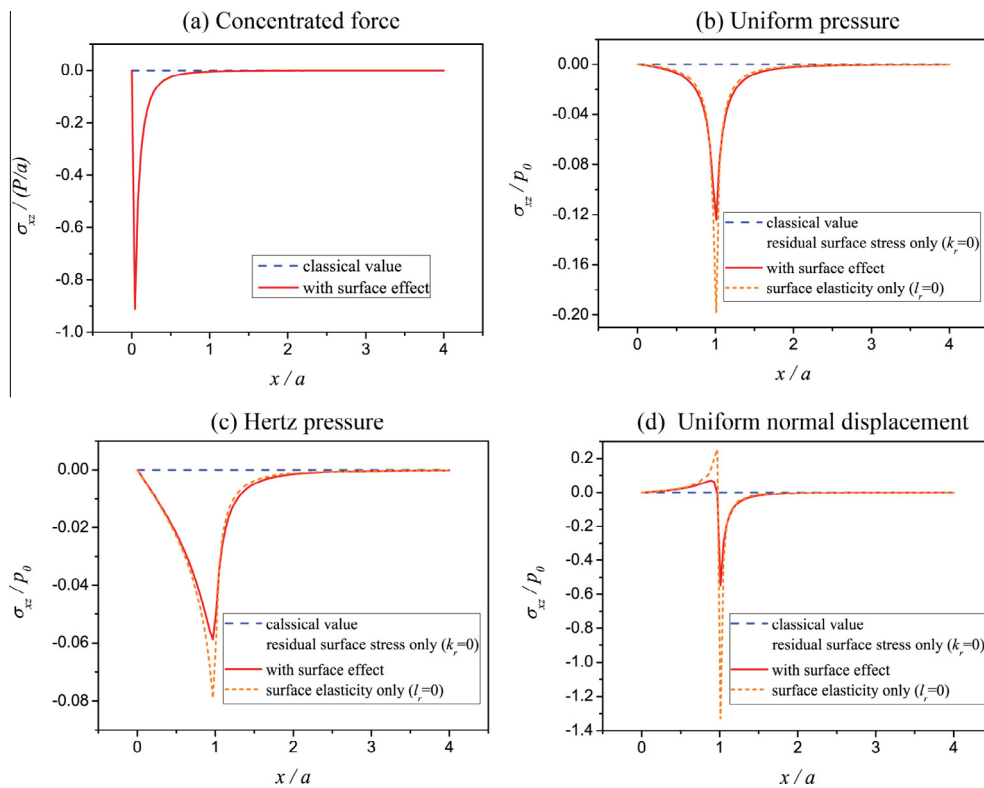 (a) Concentrated force
0.0
-0.2
-0.4
-0.6
-0.8
-1.0
σxz / (P/a)
classical value
with surface effect
0 1 2 3 4
x / a
(b) Uniform pressure
0.00
-0.04
-0.08
-0.12
-0.16
-0.20
σxz / p0
classical value
residual surface stress only (kr=0)
with surface effect
surface elasticity only (lr=0)
0 1 2 3 4
x / a
(c) Hertz pressure
0.00
-0.02
-0.04
-0.06
-0.08
σxz / p0
calssical value
residual surface stress only (kr=0)
with surface effect
surface elasticity only (lr=0)
0 1 2 3 4
x / a
(d) Uniform normal displacement
0.2
0.0
-0.2
-0.4
-0.6
-0.8
-1.0
-1.2
-1.4
σxz / p0
classical value
residual surface stress only (kr=0)
with surface effect
surface elasticity only (lr=0)
0 1 2 3 4
x / a